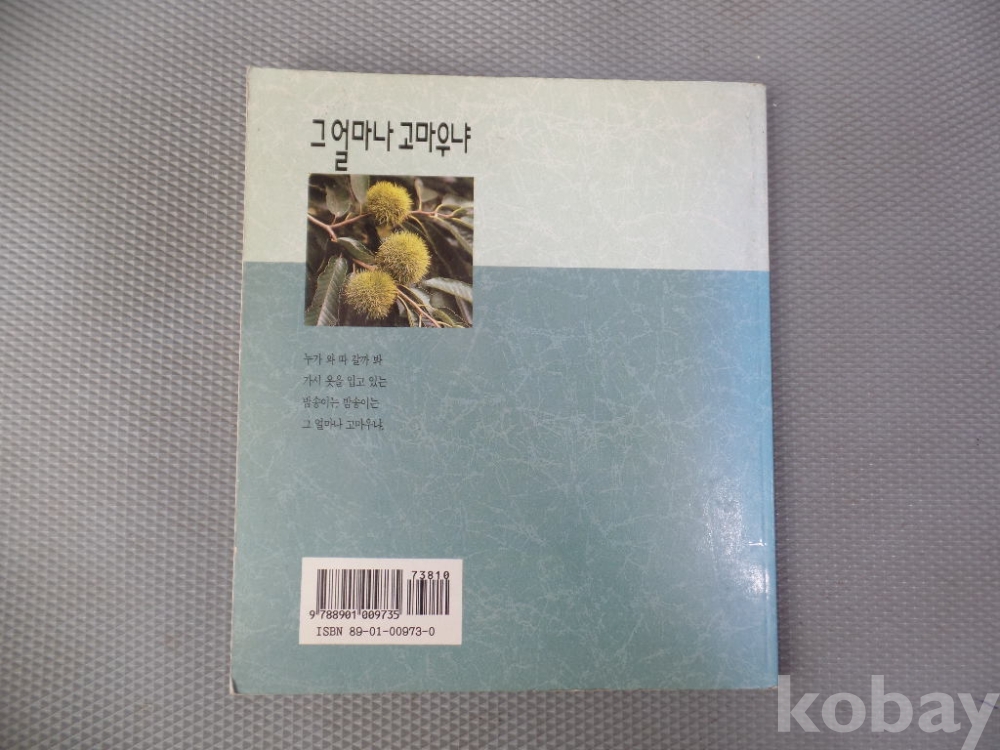 그 얼마나 고마우냐
누가 와 따 갈까 봐
가시 옷을 입고 있는
밤송이는 밤송이는
그 얼마나 고마우냐.
73810
9 788901 009735
ISBN 89-01-00973-0
kobay